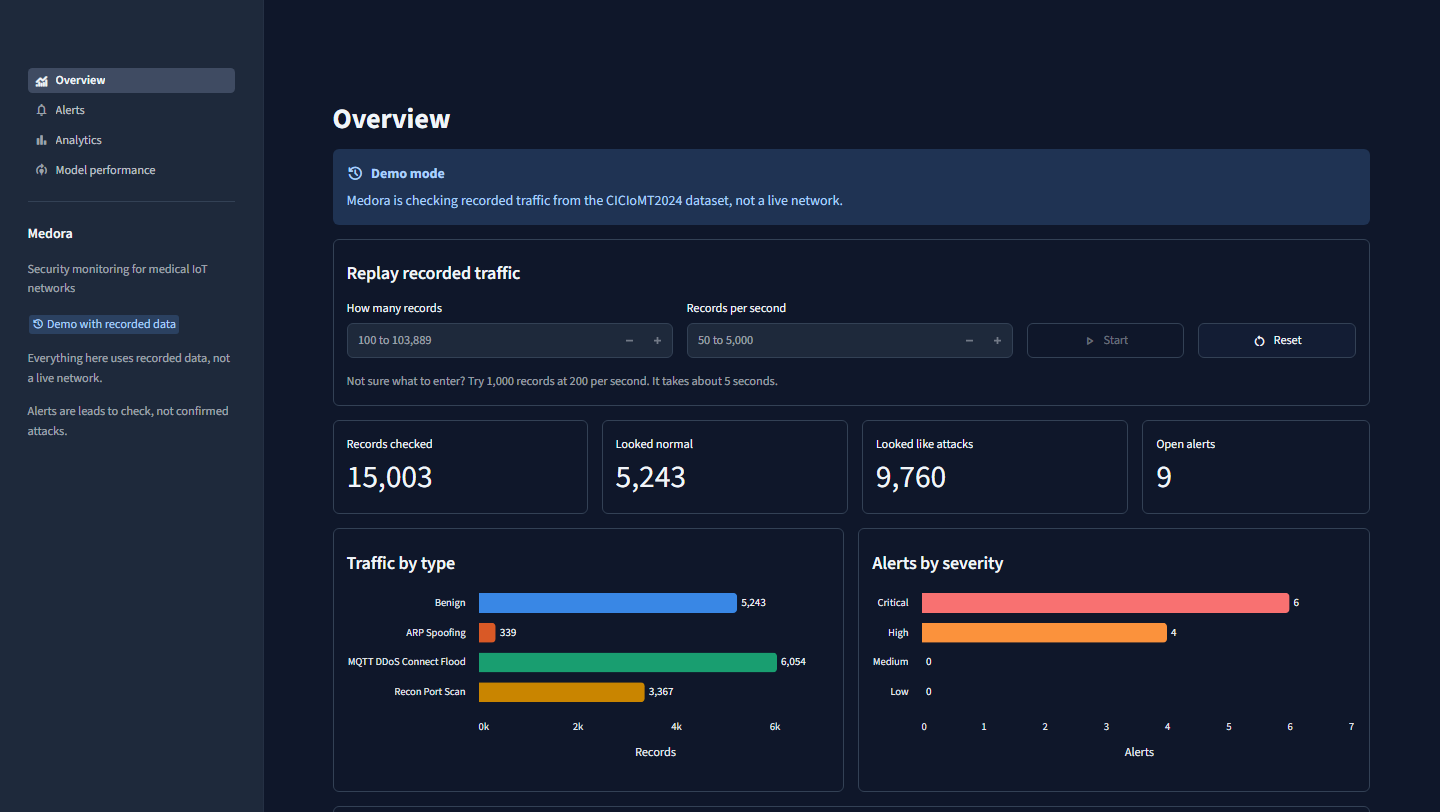 Overview
Alerts
Analytics
Model performance
Medora
Security monitoring for medical IoT
networks
Demo with recorded data
Everything here uses recorded data, not
a live network.
Alerts are leads to check, not confirmed
attacks.
Overview
Demo mode
Medora is checking recorded traffic from the CICIoMT2024 dataset, not a live network.
Replay recorded traffic
How many records
Records per second
100 to 103,889
50 to 5,000
Start
Reset
Not sure what to enter? Try 1,000 records at 200 per second. It takes about 5 seconds.
Records checked
15,003
Looked normal
5,243
Looked like attacks
9,760
Open alerts
9
Traffic by type
Benign 5,243
ARP Spoofing 339
MQTT DDoS Connect Flood 6,054
Recon Port Scan 3,367
0k 2k 4k 6k
Records
Alerts by severity
Critical 6
High 4
Medium 0
Low 0
0 1 2 3 4 5 6 7
Alerts